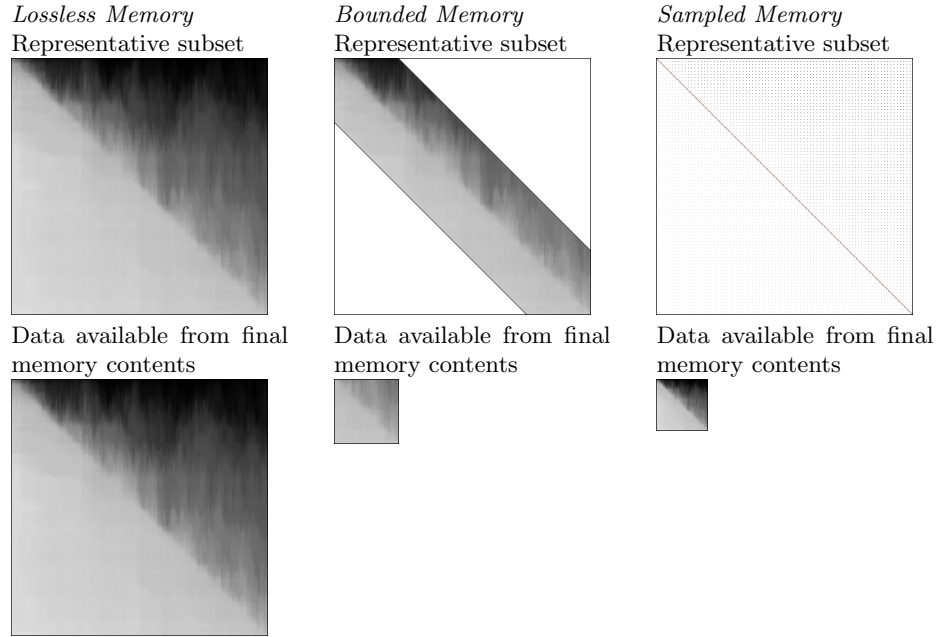 Lossless Memory
Representative subset
Data available from final
memory contents
Bounded Memory
Representative subset
Data available from final
memory contents
Sampled Memory
Representative subset
Data available from final
memory contents